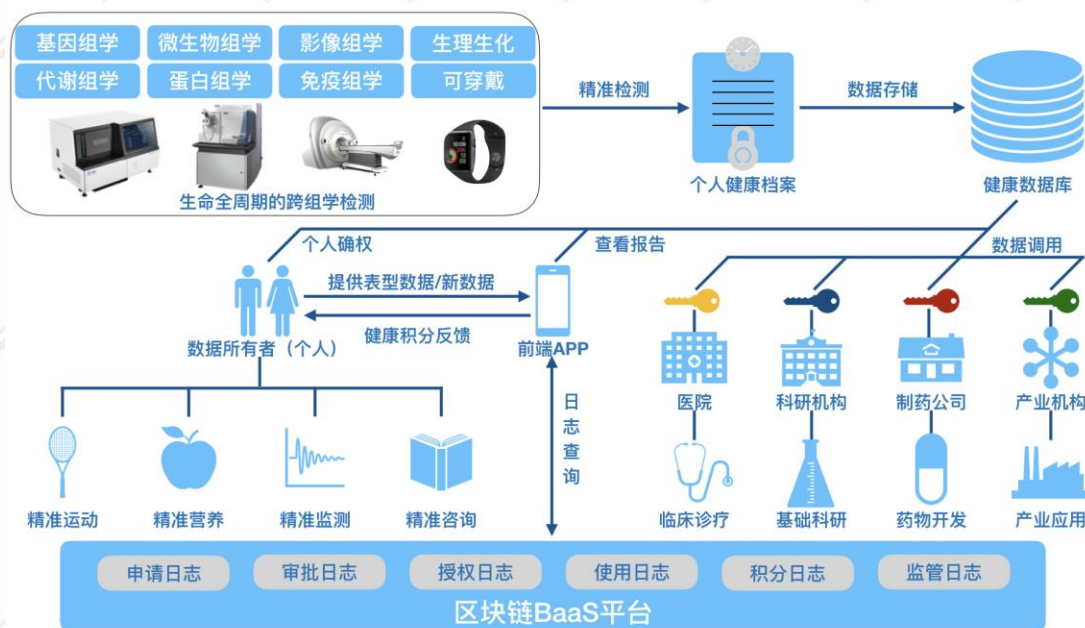 基因组学 微生物组学 影像组学 生理生化
代谢组学 蛋白组学 免疫组学 可穿戴
生命全周期的跨组学检测
精准检测
个人健康档案
数据存储
健康数据库
个人确权
查看报告
数据调用
提供表型数据/新数据
健康积分反馈
数据所有者（个人）
前端APP
医院 科研机构 制药公司 产业机构
日志查询
精准运动 精准营养 精准监测 精准咨询
临床诊疗 基础科研 药物开发 产业应用
申请日志 审批日志 授权日志 使用日志 积分日志 监管日志
区块链BaaS平台